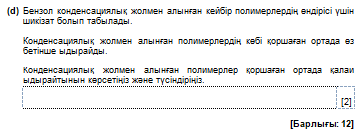 (d) Бензол конденсациялық жолмен алынған кейбір полимерлердің өндірісі үшін
шикізат болып табылады.
Конденсациялық жолмен алынған полимерлердің көбі қоршаған ортада өз
бетінше ыдырайды.
Конденсациялық жолмен алынған полимерлер қоршаған ортада қалай
ыдырайтынын көрсетіңіз және түсіндіріңіз.
[2]
[Барлығы: 12]